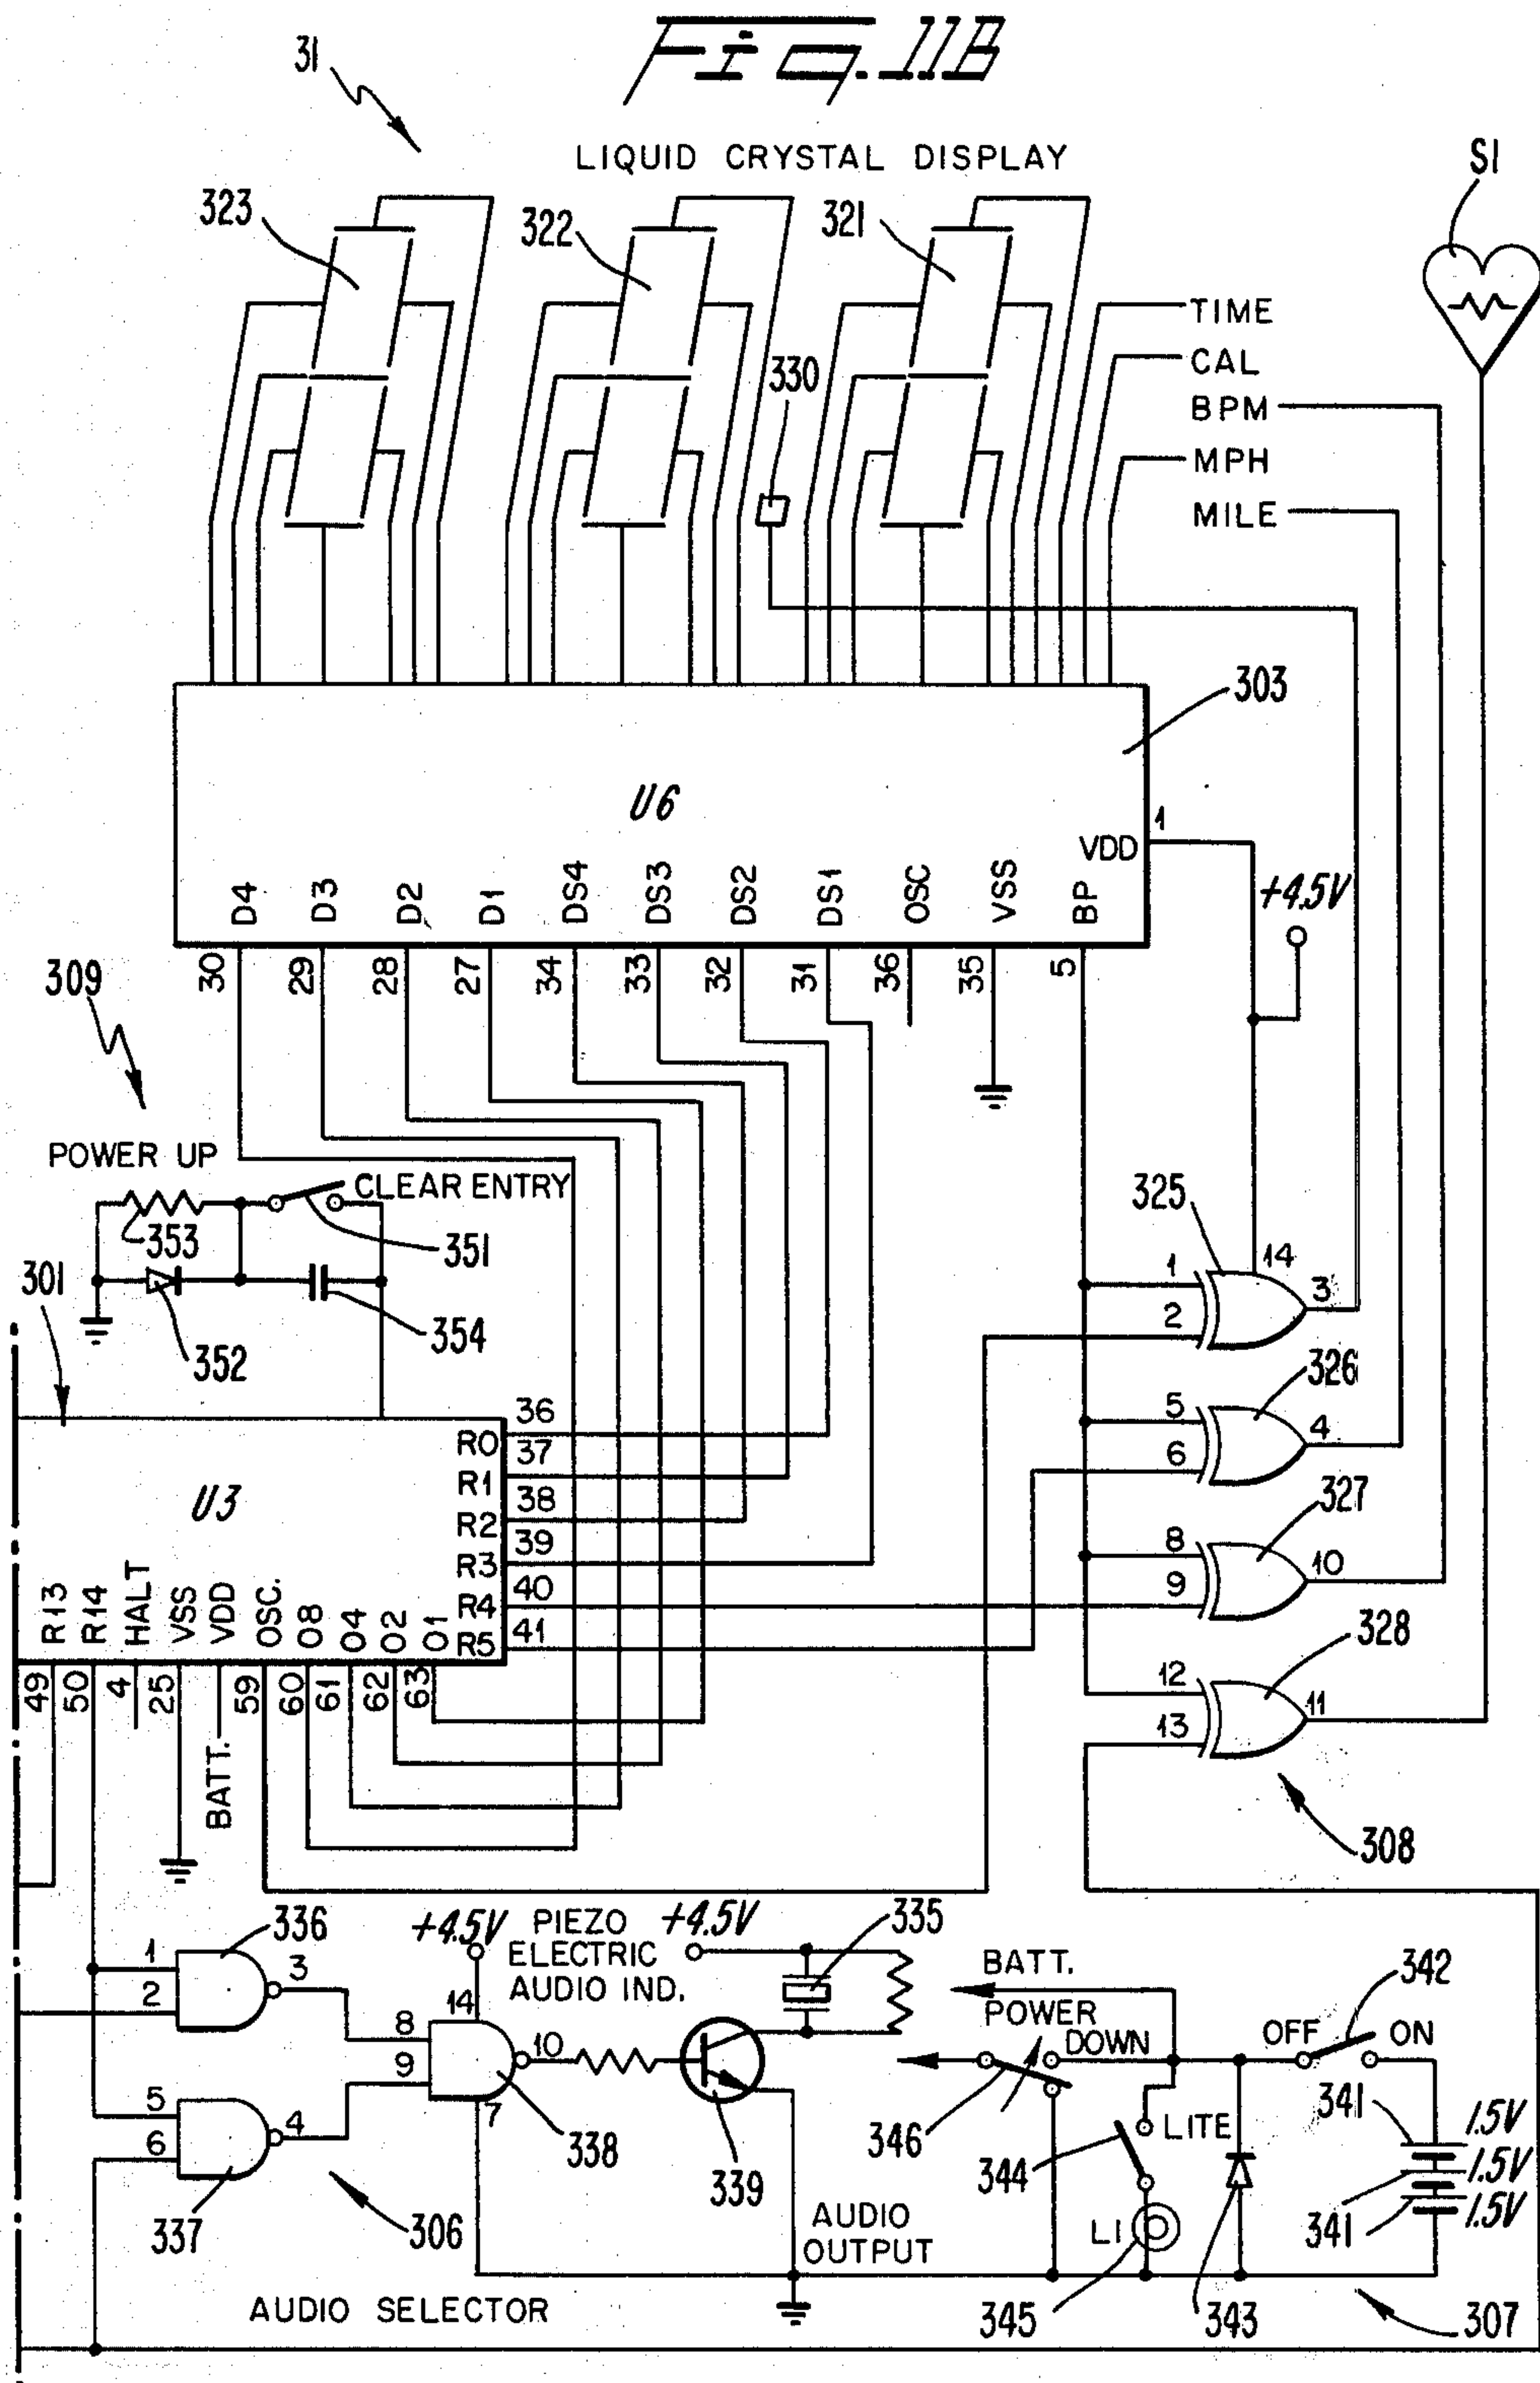 Fig. 11B
31
LIQUID CRYSTAL DISPLAY
S1
323
322
321
TIME
CAL
330
BPM
MPH
MILE
303
U6
1
VDD
+4.5V
D4
D3
D2
D1
DS4
DS3
DS2
DS1
OSC
VSS
BP
30
29
28
27
34
33
32
31
36
35
5
309
POWER UP
CLEAR ENTRY
353
351
325
301
14
1
3
2
354
352
326
36
5
4
R0
37
6
R1
U3
38
327
R2
39
8
R3
10
40
9
R4
41
R5
328
R13
R14
HALT
VSS
VDD
OSC.
O8
O4
O2
O1
12
11
13
49
50
4
25
BATT.
59
60
61
62
63
308
336
+4.5V
PIEZO
ELECTRIC
AUDIO IND.
+4.5V
335
1
3
2
14
BATT.
342
POWER
DOWN
OFF
ON
8
10
9
5
4
6
7
338
339
346
344
LITE
341
1.5V
1.5V
1.5V
337
306
AUDIO
OUTPUT
L1
341
AUDIO SELECTOR
345
343
307